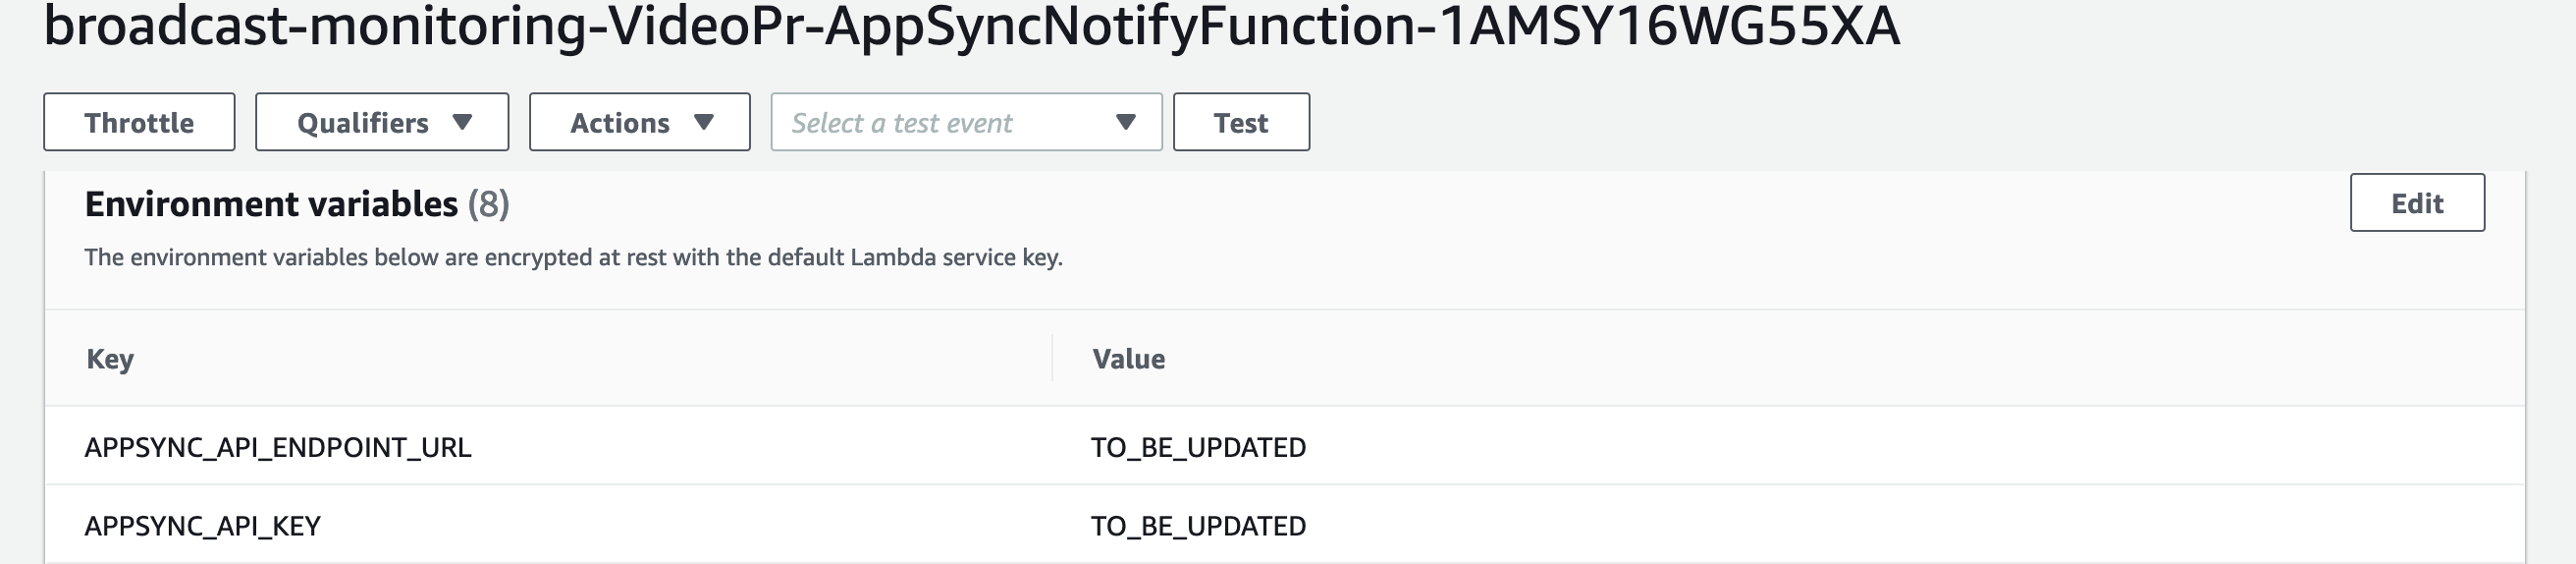 broadcast-monitoring-VideoPr-AppSyncNotifyFunction-1AMSY16WG55XA
Throttle Qualifiers Actions Select a test event Test
Environment variables (8) Edit
The environment variables below are encrypted at rest with the default Lambda service key.
Key Value
APPSYNC_API_ENDPOINT_URL TO_BE_UPDATED
APPSYNC_API_KEY TO_BE_UPDATED